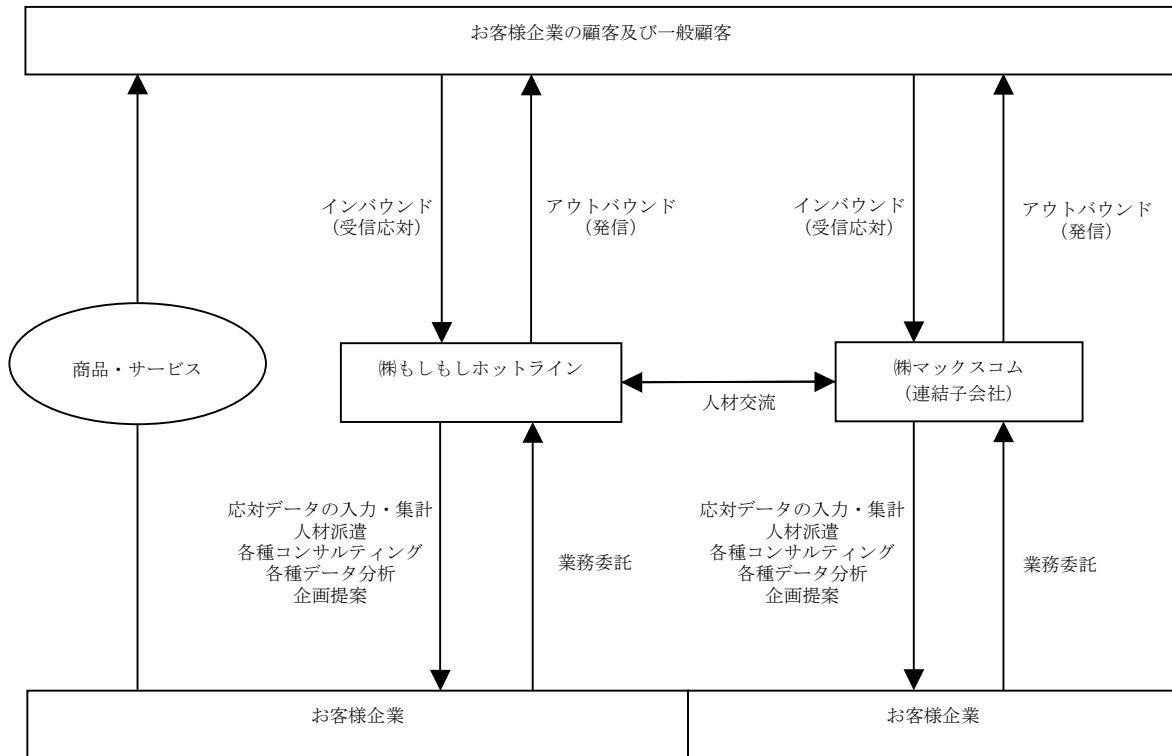 お客様企業の顧客及び一般顧客
インバウンド
(受信応対)
アウトバウンド
(発信)
インバウンド
(受信応対)
アウトバウンド
(発信)
商品・サービス
㈱もしもしホットライン
人材交流
㈱マックスコム
(連結子会社)
応対データの入力・集計
人材派遣
各種コンサルティング
各種データ分析
企画提案
業務委託
応対データの入力・集計
人材派遣
各種コンサルティング
各種データ分析
企画提案
業務委託
お客様企業
お客様企業